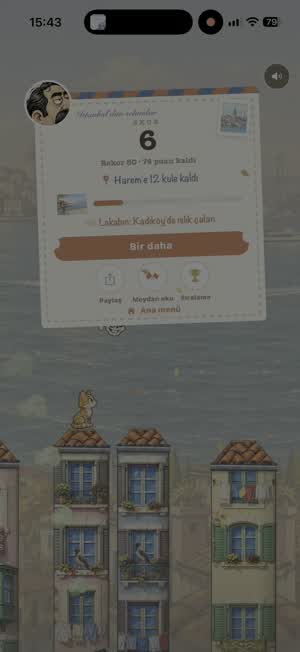 15:43
79
İstanbul'dan selamlar
SKOR
6
Rekor 80 · 74 puan kaldı
Harem'e 12 kule kaldı
Lakabın: Kadıköy'de ıslık çalan
Bir daha
Paylaş
Meydan oku
Sıralama
Ana menü